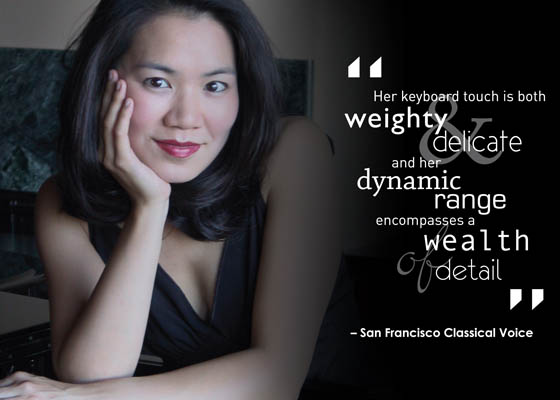 “
Her keyboard touch is both
weighty &
delicate
and her
dynamic
range
encompasses a
wealth
of detail
”
– San Francisco Classical Voice